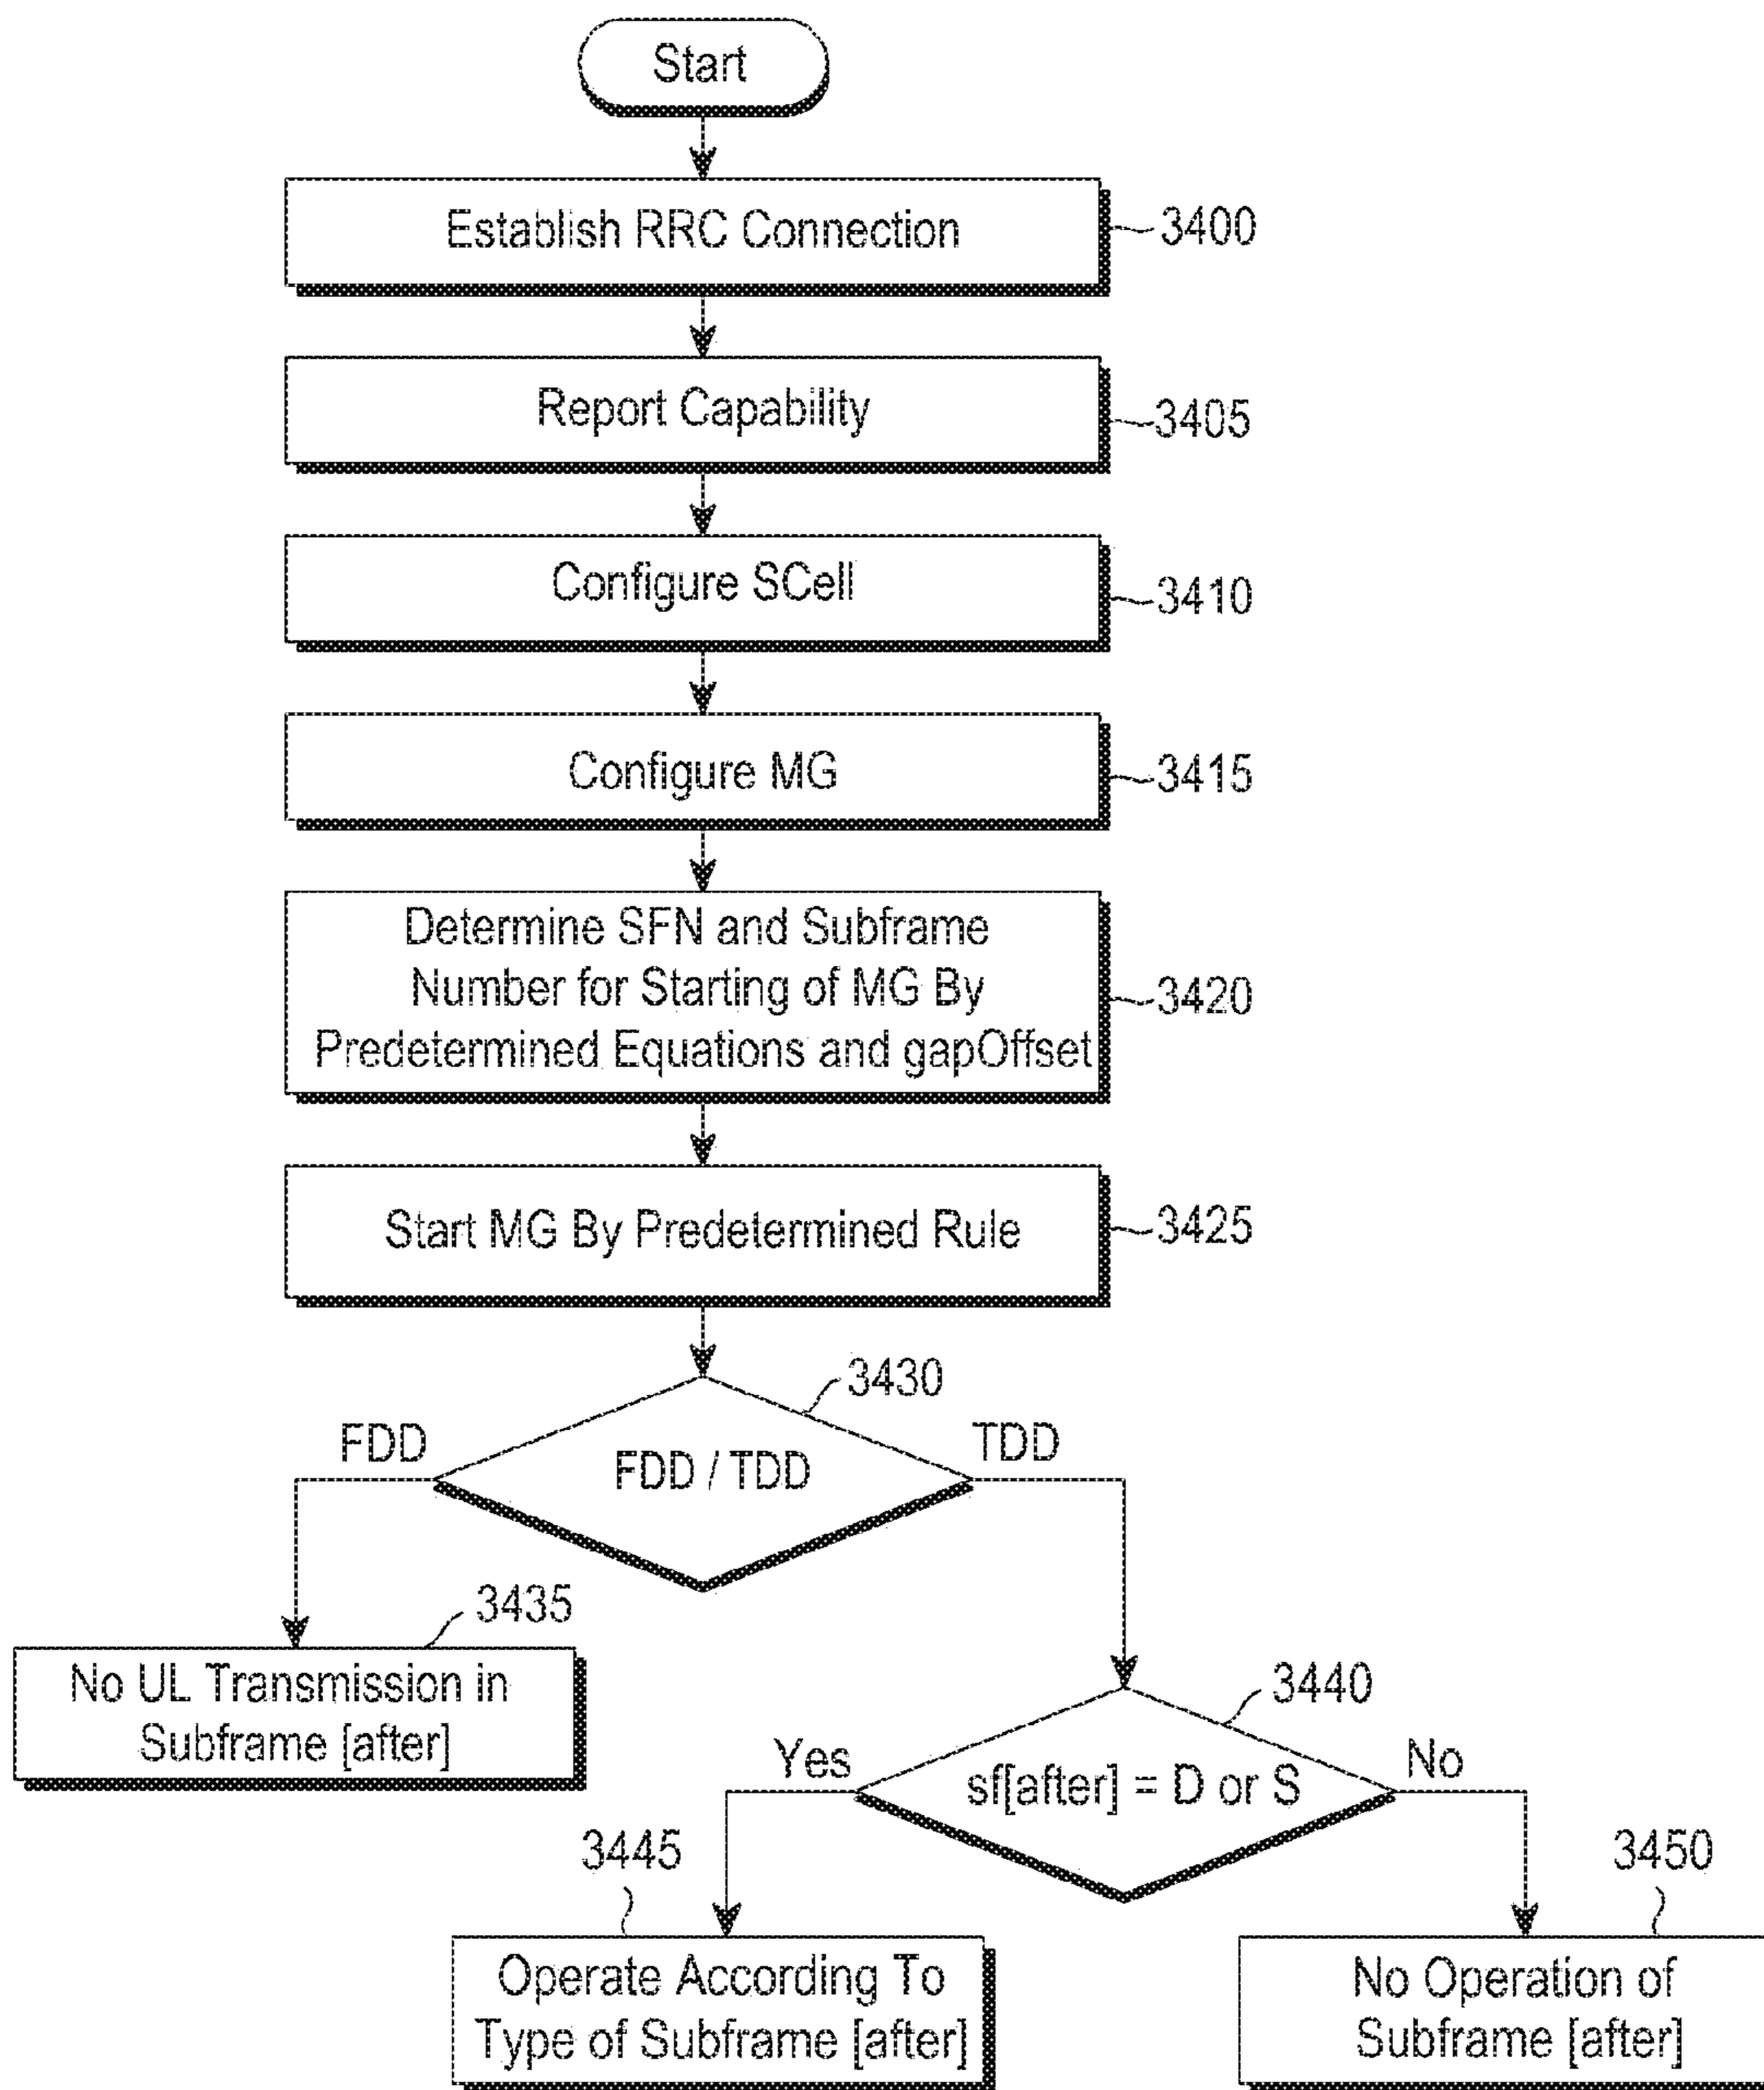 Start
Establish RRC Connection
3400
Report Capability
3405
Configure SCell
3410
Configure MG
3415
Determine SFN and Subframe
Number for Starting of MG By
Predetermined Equations and gapOffset
3420
Start MG By Predetermined Rule
3425
3430
FDD
FDD / TDD
TDD
3435
No UL Transmission in
Subframe [after]
3440
Yes
sf[after] = D or S
No
3445
Operate According To
Type of Subframe [after]
3450
No Operation of
Subframe [after]